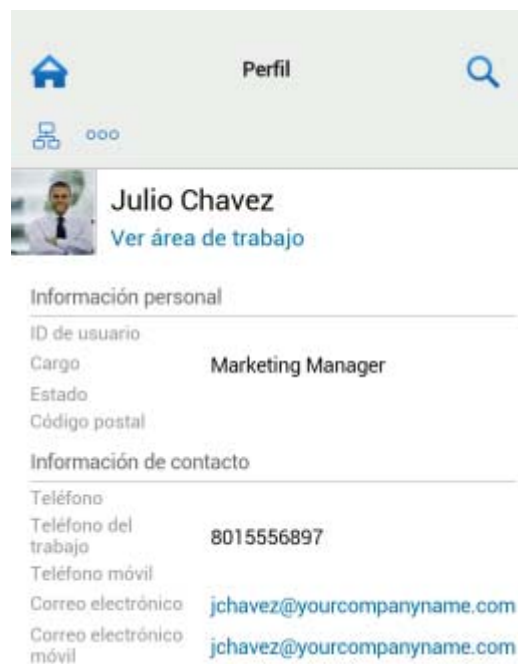 Perfil
Julio Chavez
Ver área de trabajo
Información personal
ID de usuario
Cargo Marketing Manager
Estado
Código postal
Información de contacto
Teléfono
Teléfono del
trabajo 8015556897
Teléfono móvil
Correo electrónico jchavez@yourcompanyname.com
Correo electrónico
móvil jchavez@yourcompanyname.com